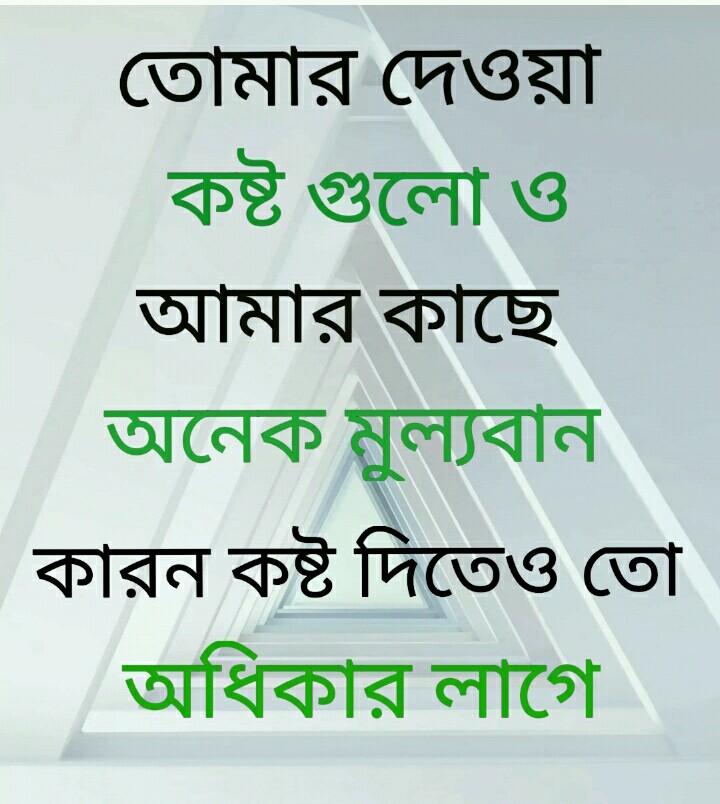 তোমার দেওয়া
কষ্ট গুলো ও
আমার কাছে
অনেক মুল্যবান
কারন কষ্ট দিতেও তো
অধিকার লাগে